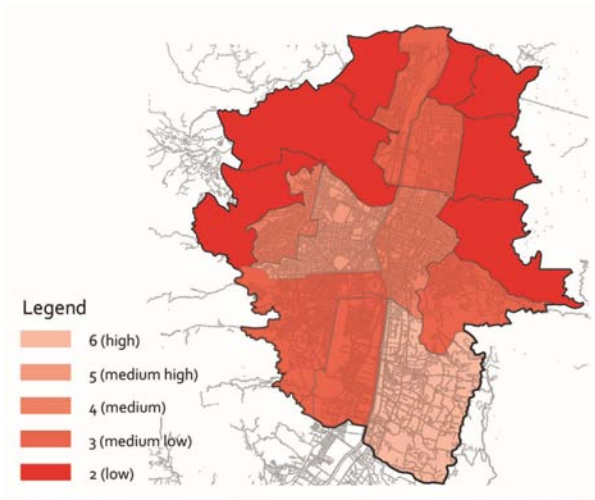 Legend
6 (high)
5 (medium high)
4 (medium)
3 (medium low)
2 (low)